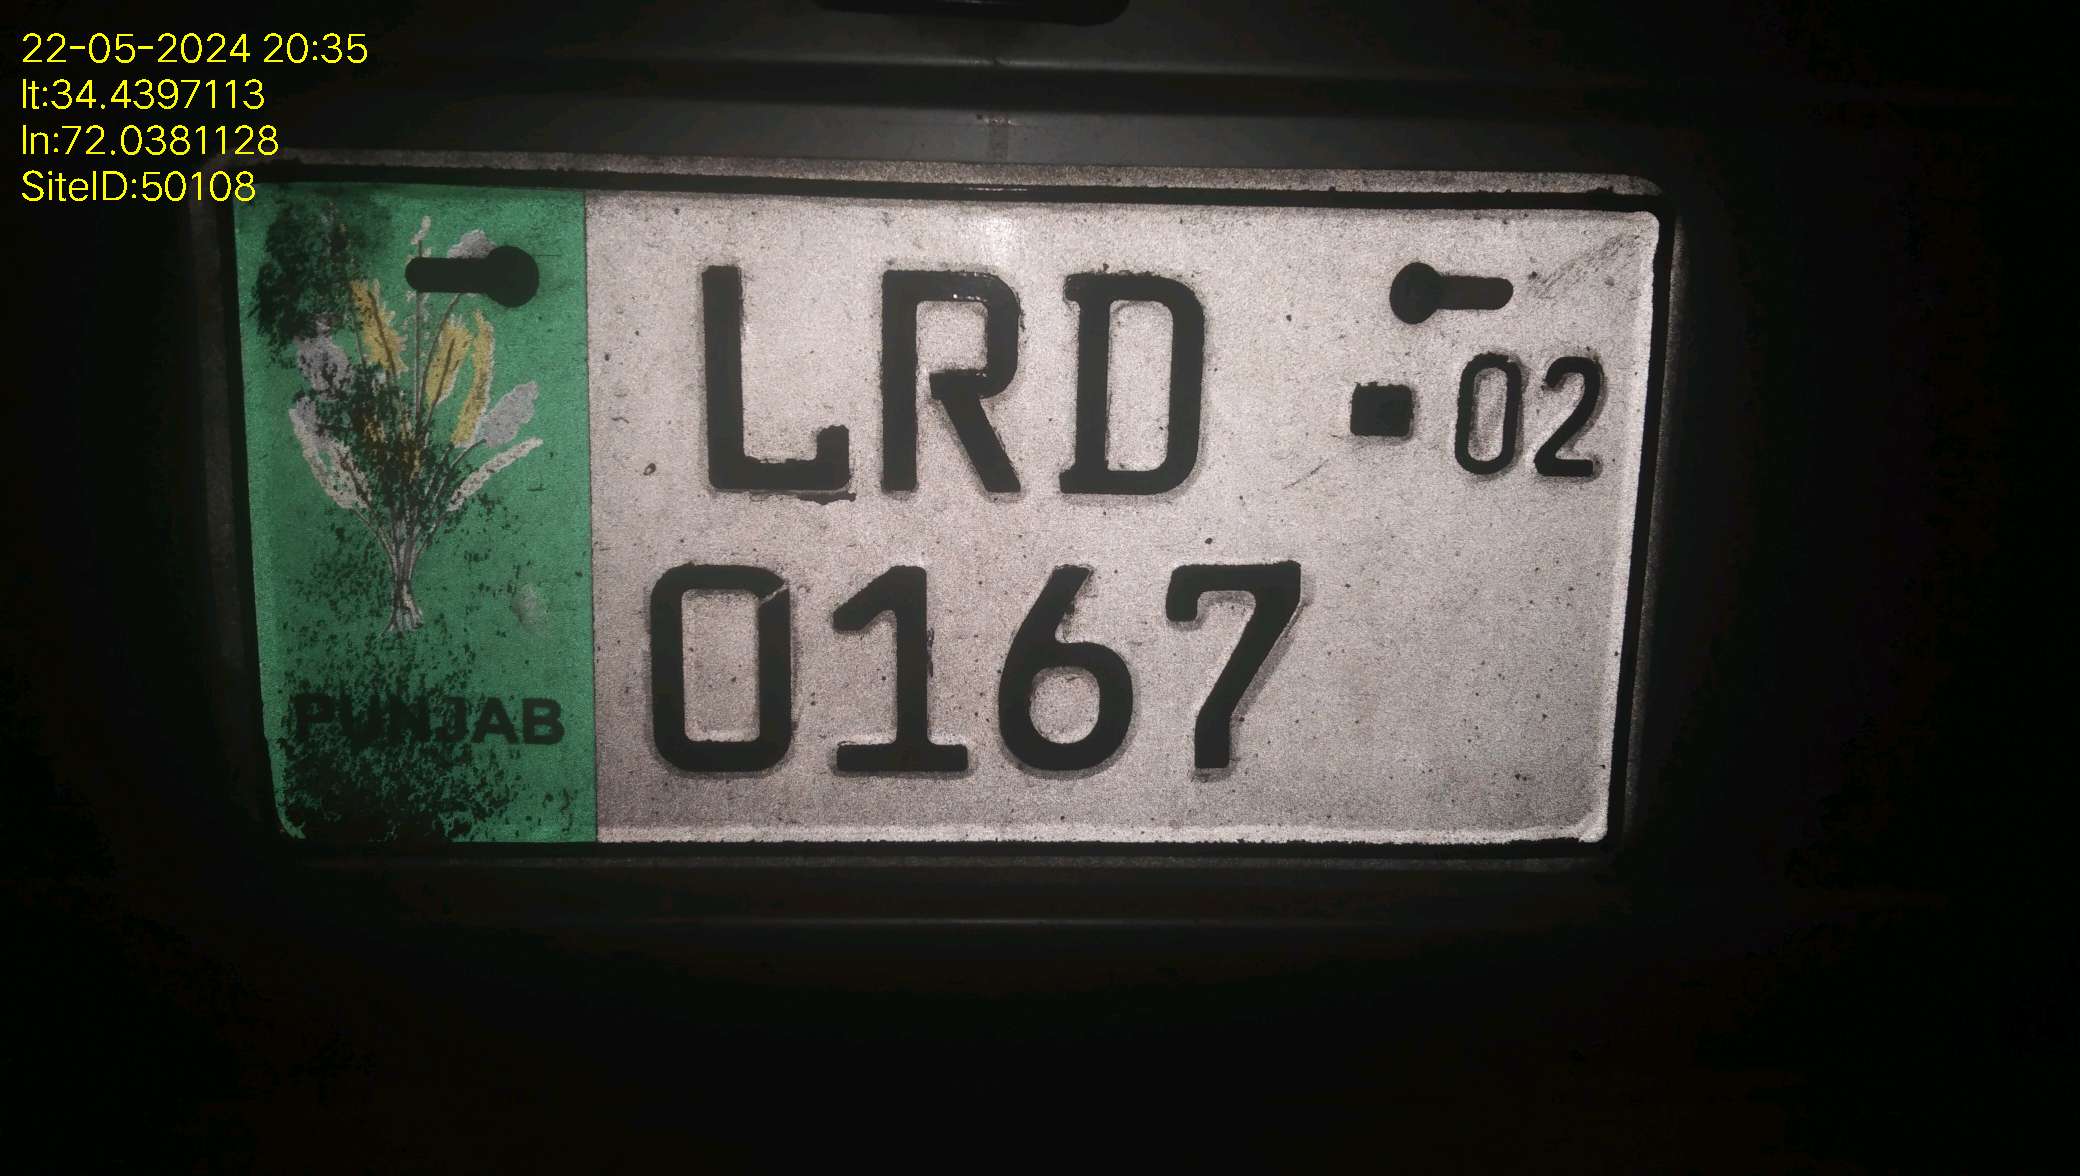 22-05-2024 20:35
lt:34.4397113
ln:72.0381128
SiteID:50108
LRD
02
0167
PUNJAB